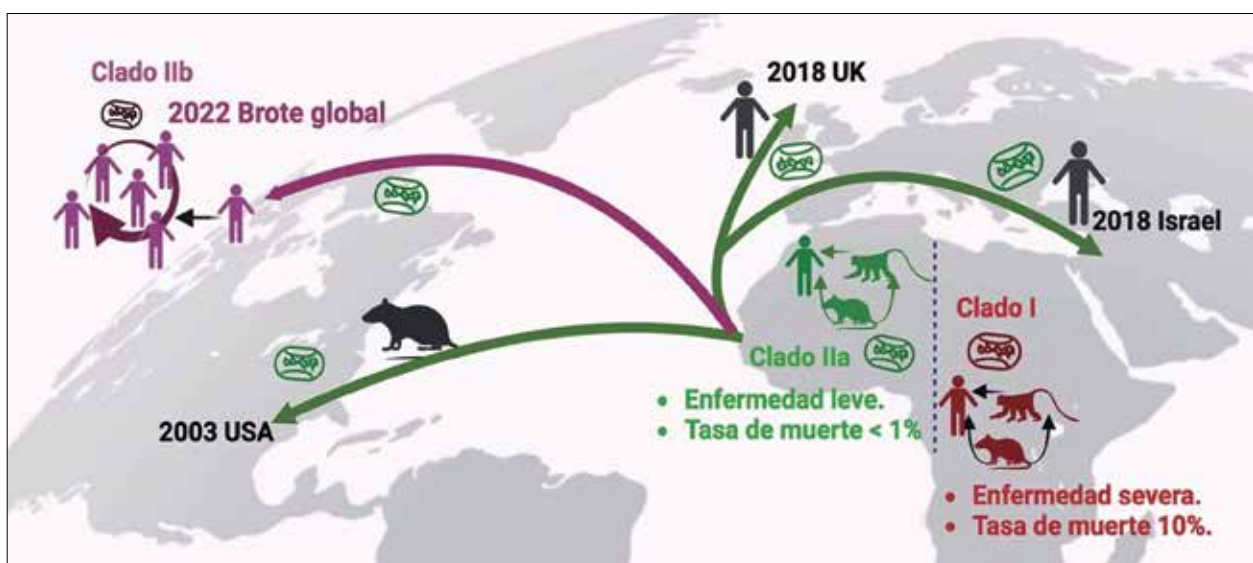 Clado IIb
2022 Brote global
2018 UK
2018 Israel
2003 USA
Clado IIa
• Enfermedad leve.
• Tasa de muerte < 1%
Clado I
• Enfermedad severa.
• Tasa de muerte 10%.